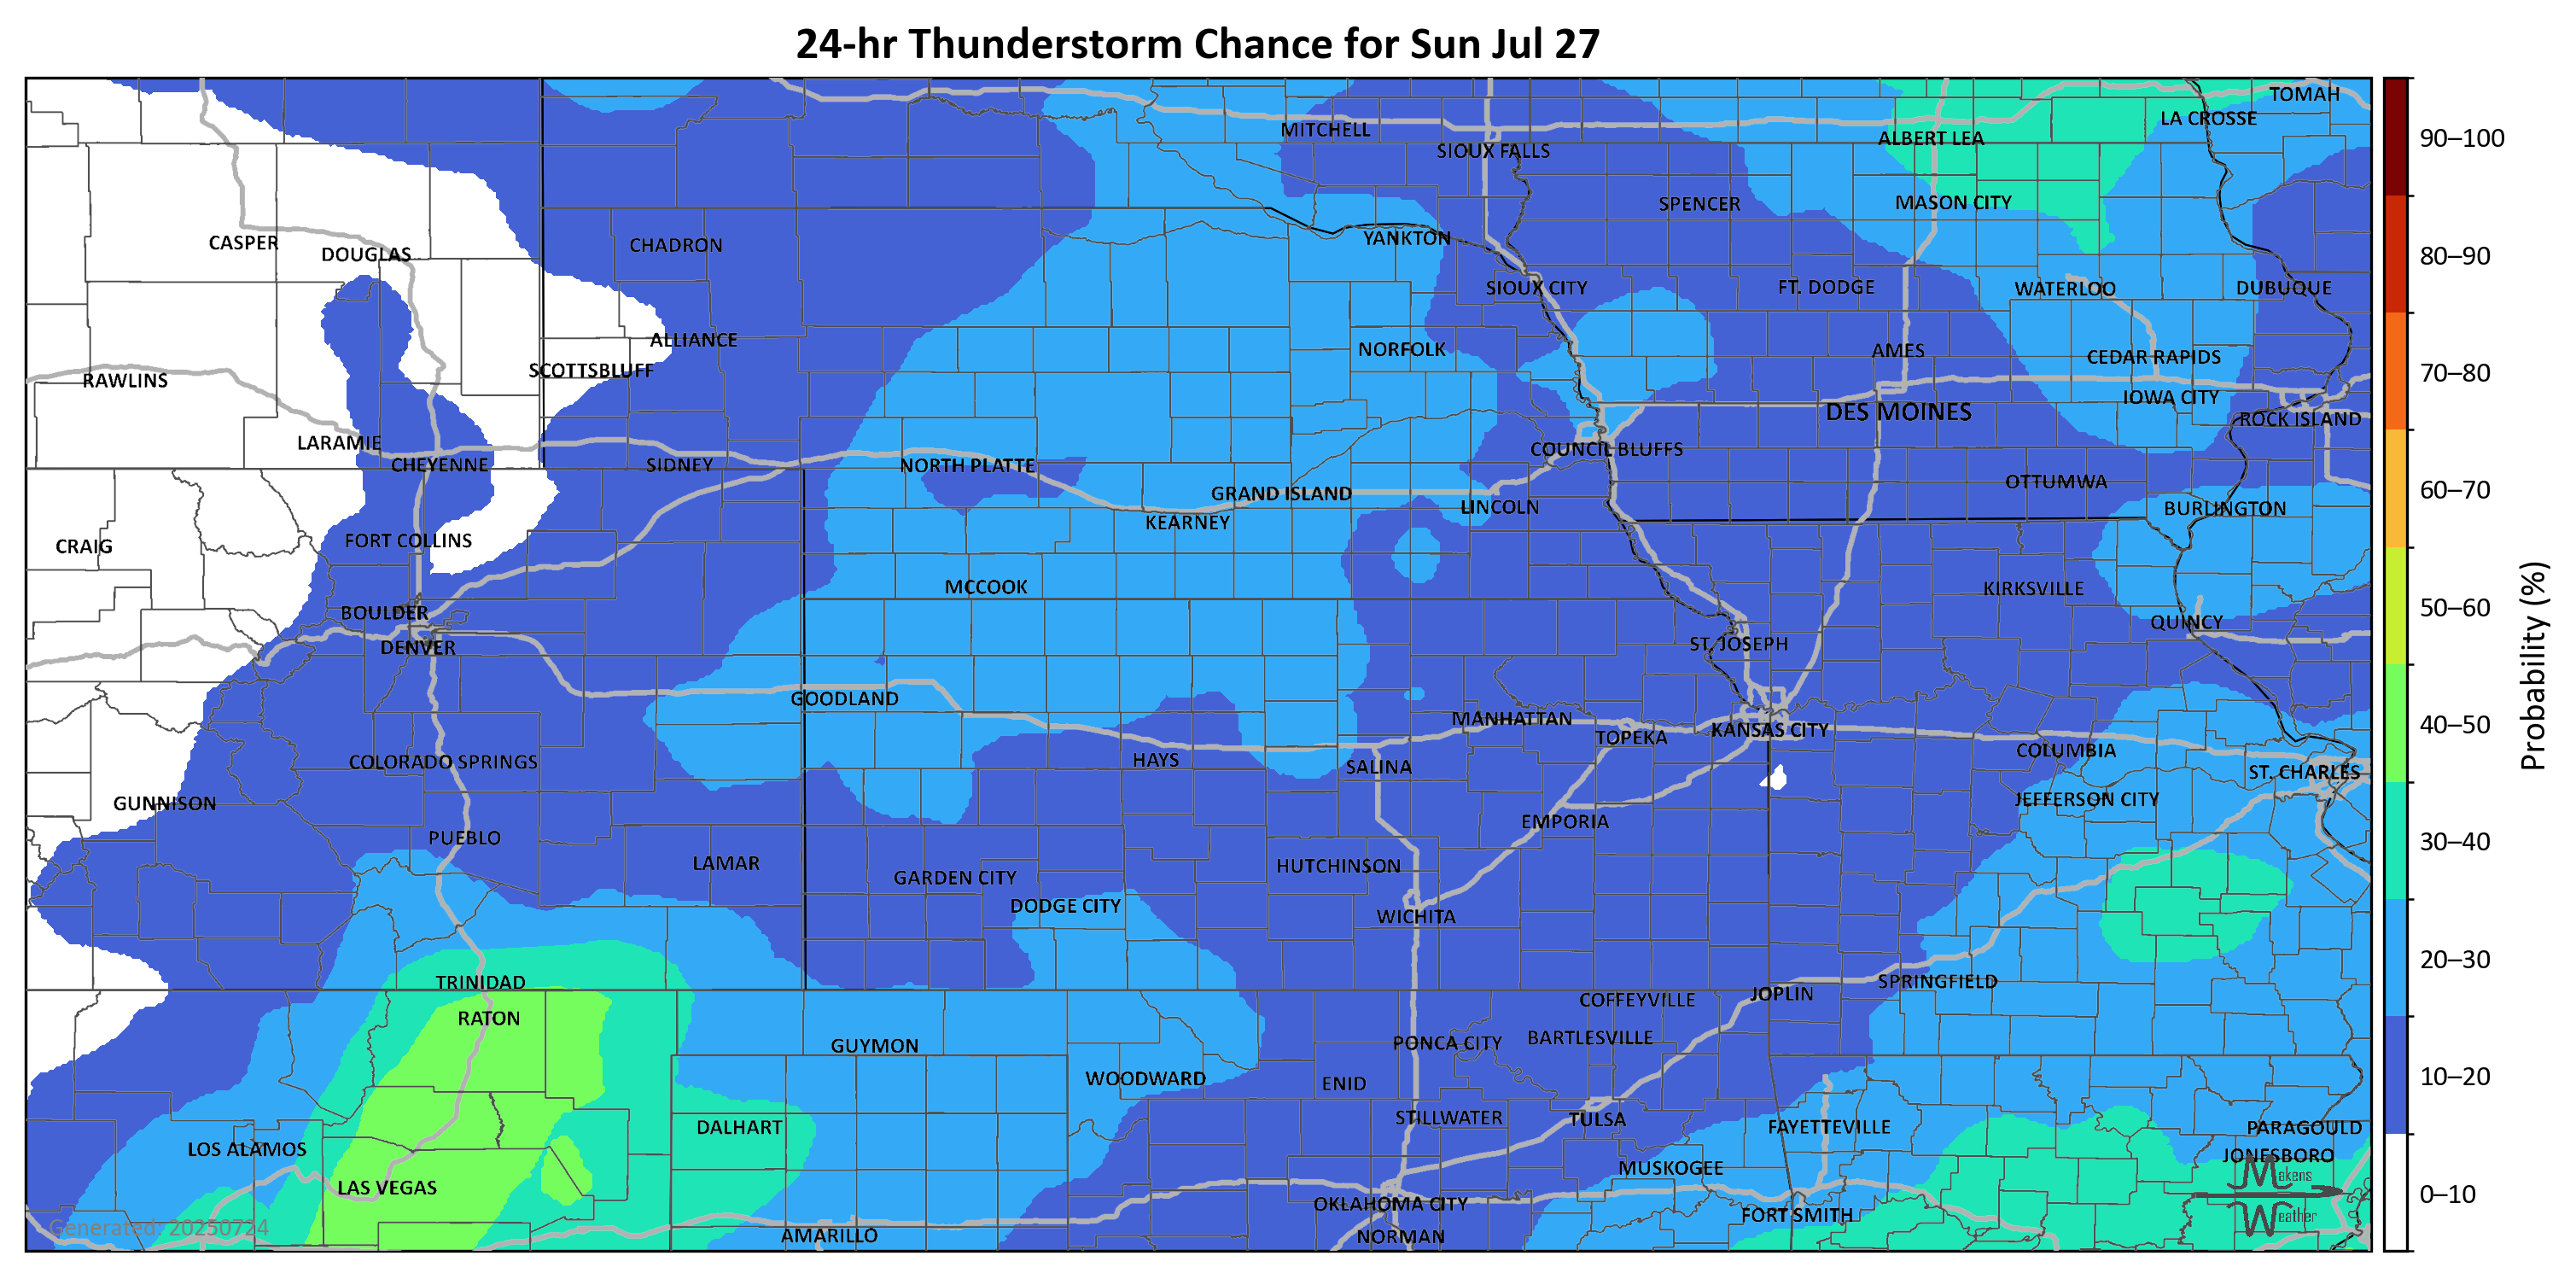 24-hr Thunderstorm Chance for Sun Jul 27
TOMAH
LA CROSSE
MITCHELL
ALBERT LEA
SIOUX FALLS
SPENCER
MASON CITY
CASPER
DOUGLAS
CHADRON
YANKTON
SIOUX CITY
FT. DODGE
WATERLOO
DUBUQUE
ALLIANCE
NORFOLK
AMES
CEDAR RAPIDS
RAWLINS
SCOTTSBLUFF
IOWA CITY
DES MOINES
ROCK ISLAND
LARAMIE
COUNCIL BLUFFS
CHEYENNE
SIDNEY
NORTH PLATTE
OTTUMWA
GRAND ISLAND
LINCOLN
BURLINGTON
KEARNEY
CRAIG
FORT COLLINS
MCCOOK
KIRKSVILLE
BOULDER
QUINCY
DENVER
ST. JOSEPH
GOODLAND
MANHATTAN
TOPEKA
KANSAS CITY
COLUMBIA
COLORADO SPRINGS
HAYS
SALINA
ST. CHARLES
GUNNISON
JEFFERSON CITY
EMPORIA
PUEBLO
LAMAR
HUTCHINSON
GARDEN CITY
DODGE CITY
WICHITA
TRINIDAD
SPRINGFIELD
JOPLIN
COFFEYVILLE
RATON
GUYMON
PONCA CITY
BARTLESVILLE
WOODWARD
ENID
STILLWATER
TULSA
DALHART
FAYETTEVILLE
PARAGOULD
LOS ALAMOS
JONESBORO
MUSKOGEE
LAS VEGAS
OKLAHOMA CITY
FORT SMITH
AMARILLO
NORMAN
Generated: 20250724
Makens
Weather
90–100
80–90
70–80
60–70
50–60
40–50
30–40
20–30
10–20
0–10
Probability (%)